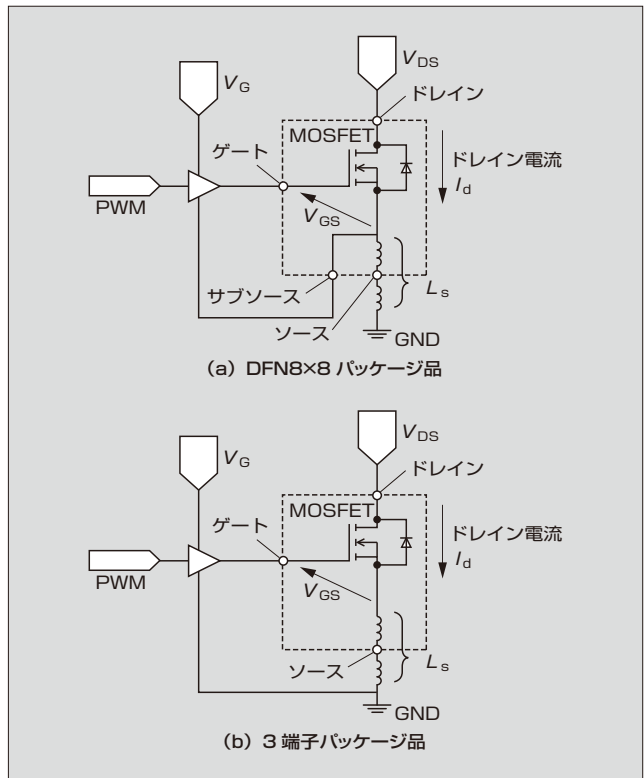 VDS
VG
ドレイン
MOSFET
ゲート
ドレイン電流
Id
PWM
VGS
サブソース
Ls
ソース
GND
(a) DFN8×8 パッケージ品
VDS
VG
ドレイン
MOSFET
ゲート
ドレイン電流
Id
PWM
VGS
ソース
Ls
GND
(b) 3 端子パッケージ品